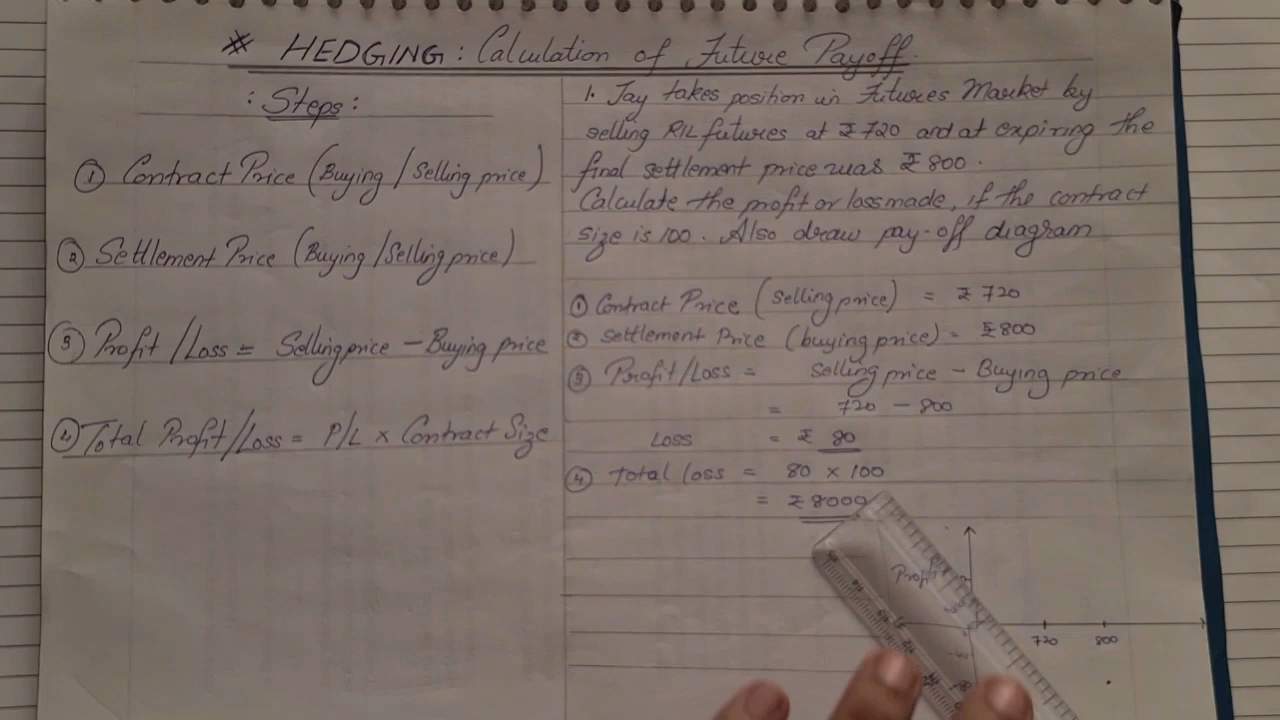 * HEDGING: Calculation of Future Payoff.
: Steps :
① Contract Price (Buying / Selling price)
② Settlement Price (Buying / Selling price)
③ Profit / Loss = Selling price - Buying price
④ Total Profit / Loss = P/L x Contract Size
1. Jay takes position in Futures Market by
selling RIL futures at ₹ 720 and at expiring the
final settlement price was ₹ 800.
Calculate the profit or loss made, if the contract
size is 100. Also draw pay-off diagram
① Contract Price (selling price) = ₹ 720
② Settlement Price (buying price) = ₹ 800
③ Profit/Loss = Selling price - Buying price
= 720 - 800
Loss = ₹ 80
④ Total loss = 80 x 100
= ₹ 8000
720 800